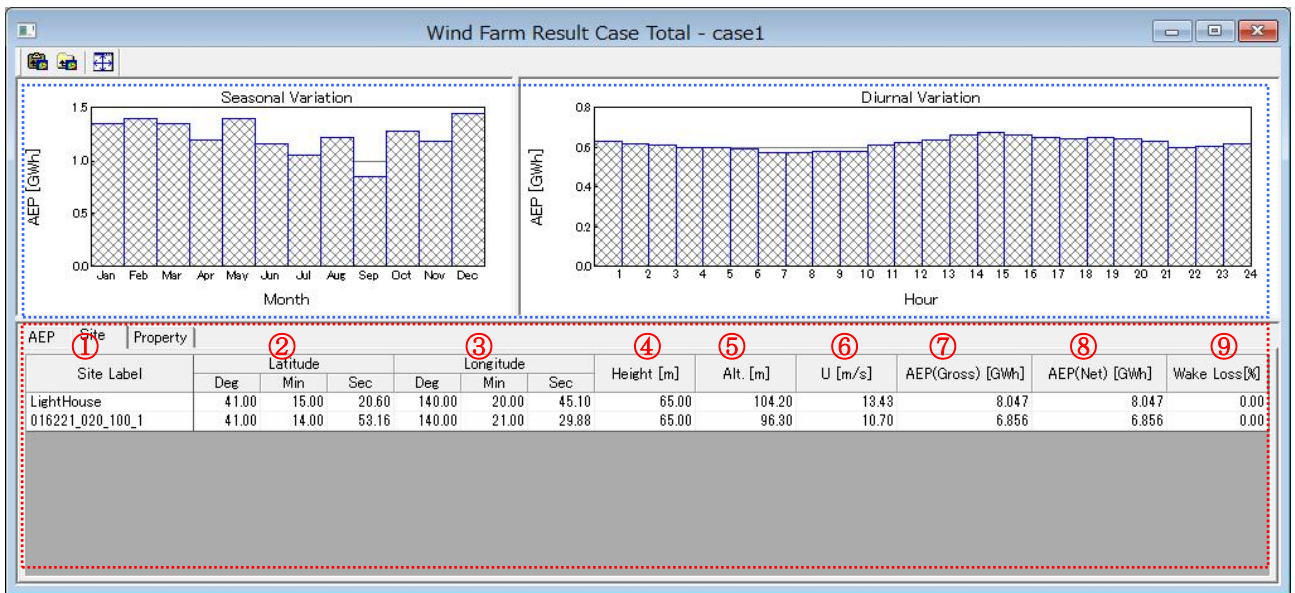 Wind Farm Result Case Total - case1
Seasonal Variation
AEP [GWh]
1.5
1.0
0.5
0.0
Jan Feb Mar Apr May Jun Jul Aug Sep Oct Nov Dec
Month
Diurnal Variation
AEP [GWh]
0.8
0.6
0.4
0.2
0.0
1 2 3 4 5 6 7 8 9 10 11 12 13 14 15 16 17 18 19 20 21 22 23 24
Hour
AEP Site Property
① ② ③ ④ ⑤ ⑥ ⑦ ⑧ ⑨
Site Label Latitude Longitude Height [m] Alt. [m] U [m/s] AEP(Gross) [GWh] AEP(Net) [GWh] Wake Loss[%]
Deg Min Sec Deg Min Sec
LightHouse 41.00 15.00 20.60 140.00 20.00 45.10 65.00 104.20 13.43 8.047 8.047 0.00
016221_020_100_1 41.00 14.00 53.16 140.00 21.00 29.88 65.00 96.30 10.70 6.856 6.856 0.00